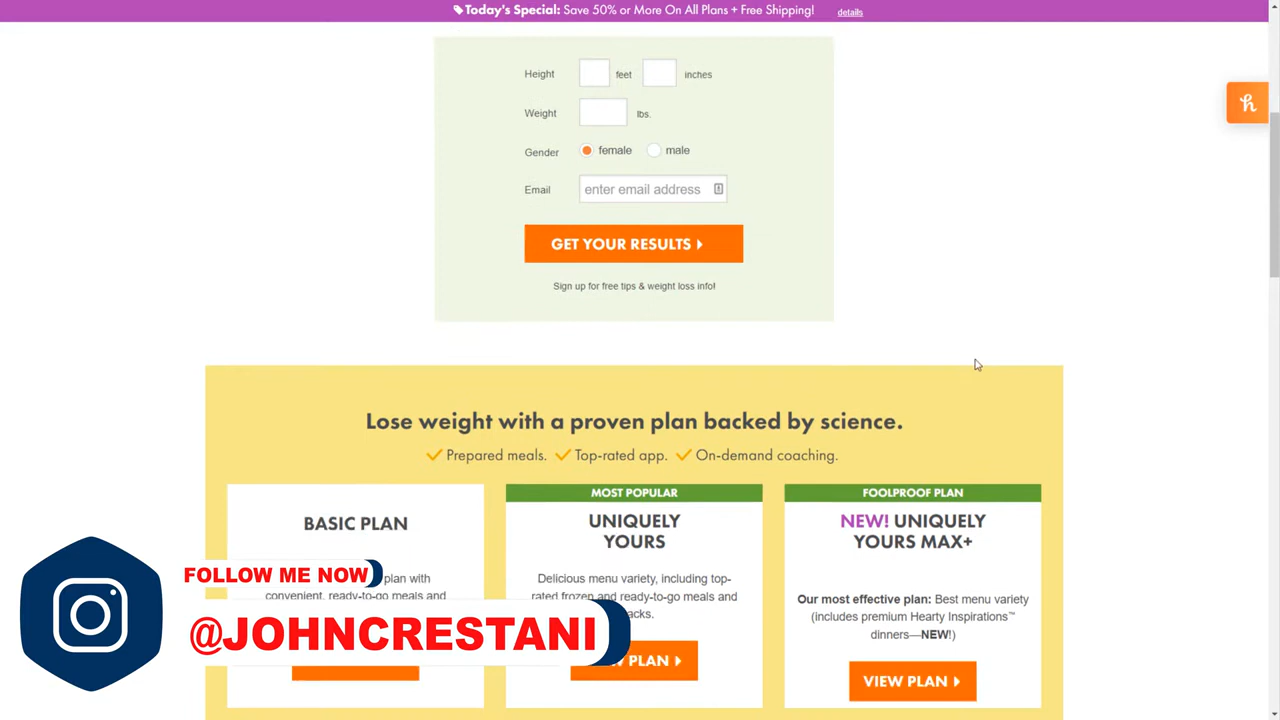 Today's Special: Save 50% or More On All Plans + Free Shipping! details
Height feet inches
Weight lbs.
Gender female male
Email enter email address
GET YOUR RESULTS
Sign up for free tips & weight loss info!
Lose weight with a proven plan backed by science.
Prepared meals. Top-rated app. On-demand coaching.
BASIC PLAN
plan with
convenient, ready-to-go meals and
MOST POPULAR
UNIQUELY
YOURS
Delicious menu variety, including top-
rated frozen and ready-to-go meals and
PLAN
FOOLPROOF PLAN
NEW! UNIQUELY
YOURS MAX+
Our most effective plan: Best menu variety
(includes premium Hearty Inspirations™
dinners—NEW!)
VIEW PLAN
FOLLOW ME NOW
@JOHNCRESTANI